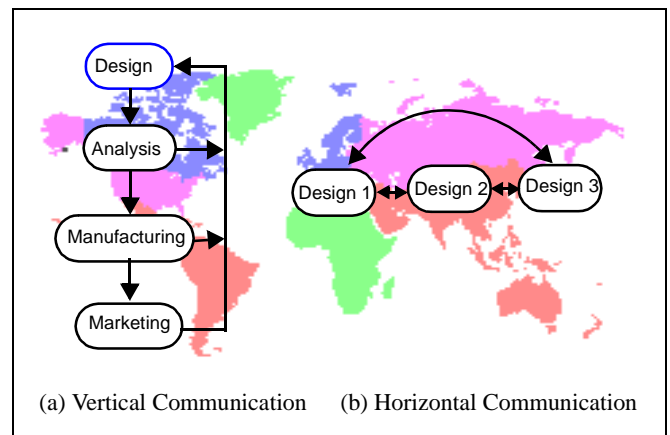 Design
Analysis
Manufacturing
Marketing
Design 1
Design 2
Design 3
(a) Vertical Communication
(b) Horizontal Communication